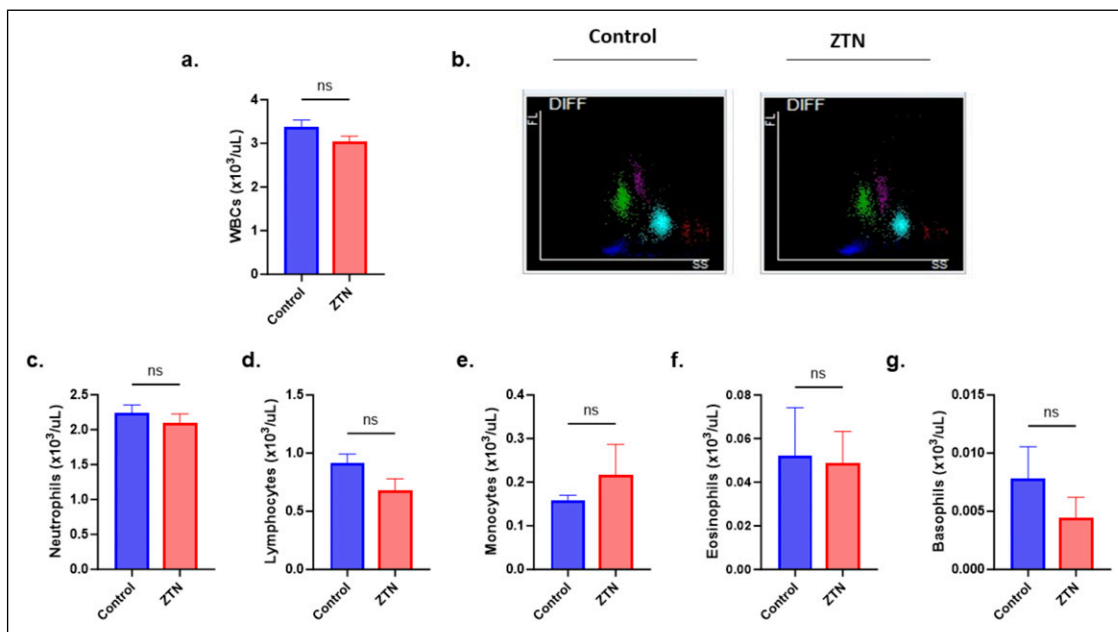 Control ZTN
a. b.
ns
DIFF DIFF
FL FL
4
3
2
1
0
WBCs (x10³/uL)
Control ZTN
SS SS
c. d. e. f. g.
ns
2.5
2.0
1.5
1.0
0.5
0.0
Neutrophils (x10³/uL)
Control ZTN
ns
1.5
1.0
0.5
0.0
Lymphocytes (x10³/uL)
Control ZTN
ns
0.4
0.3
0.2
0.1
0.0
Monocytes (x10³/uL)
Control ZTN
ns
0.08
0.06
0.04
0.02
0.00
Eosinophils (x10³/uL)
Control ZTN
ns
0.015
0.010
0.005
0.000
Basophils (x10³/uL)
Control ZTN